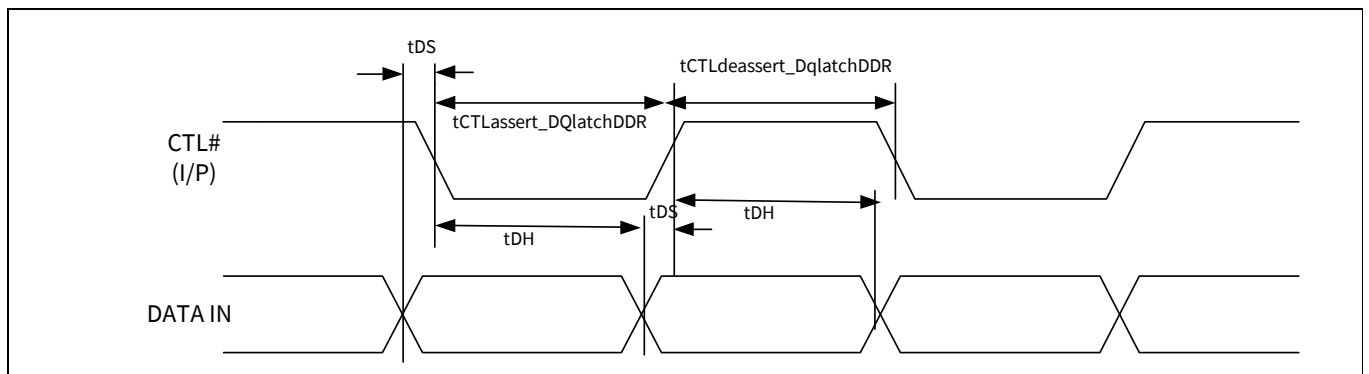 tDS
tCTLdeassert_DqlatchDDR
tCTLassert_DQlatchDDR
CTL#
(I/P)
tDS
tDH
tDH
DATA IN